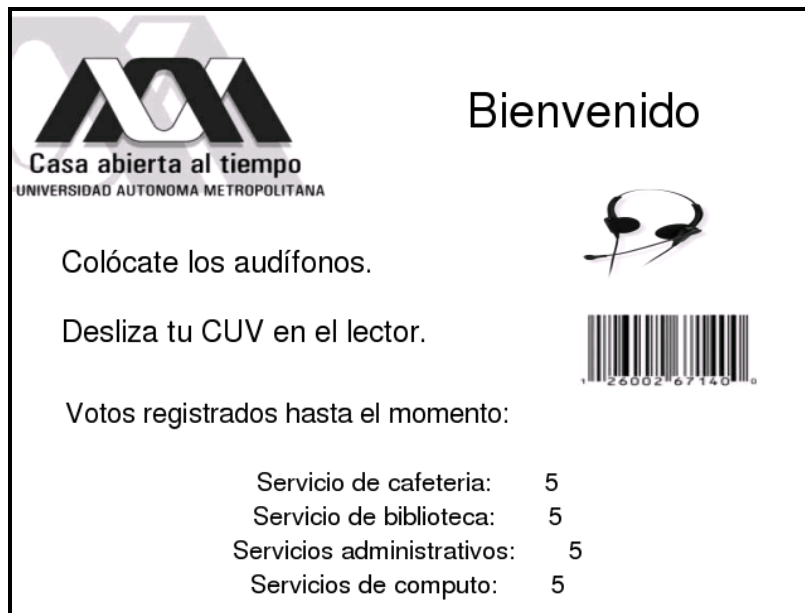 Bienvenido
Casa abierta al tiempo
UNIVERSIDAD AUTONOMA METROPOLITANA
Colócate los audífonos.
Desliza tu CUV en el lector.
1 26002 67140 0
Votos registrados hasta el momento:
Servicio de cafeteria: 5
Servicio de biblioteca: 5
Servicios administrativos: 5
Servicios de computo: 5